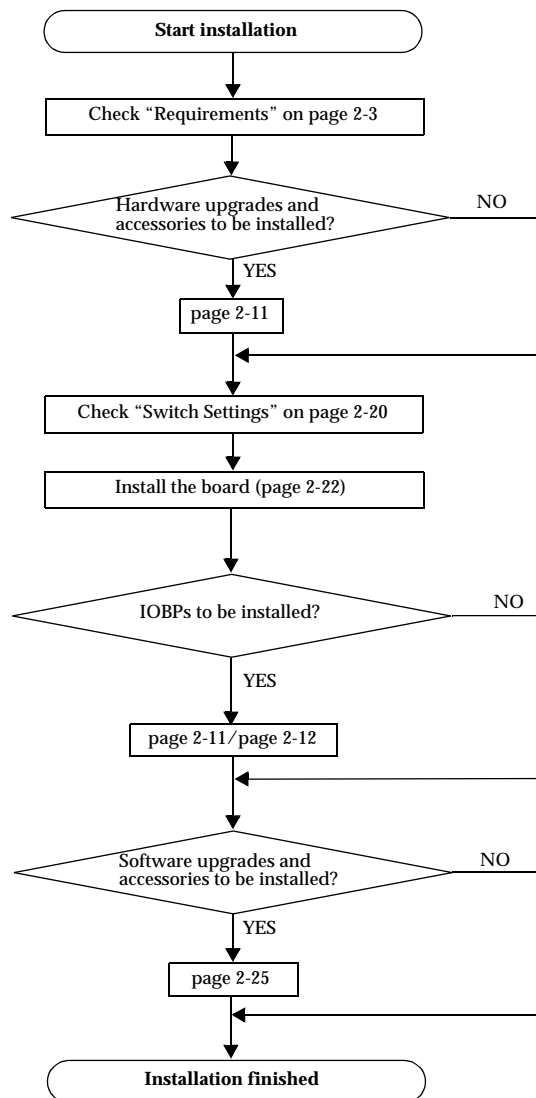 Start installation
Check “Requirements” on page 2-3
Hardware upgrades and
accessories to be installed?
NO
YES
page 2-11
Check “Switch Settings” on page 2-20
Install the board (page 2-22)
IOBPs to be installed?
NO
YES
page 2-11/page 2-12
Software upgrades and
accessories to be installed?
NO
YES
page 2-25
Installation finished